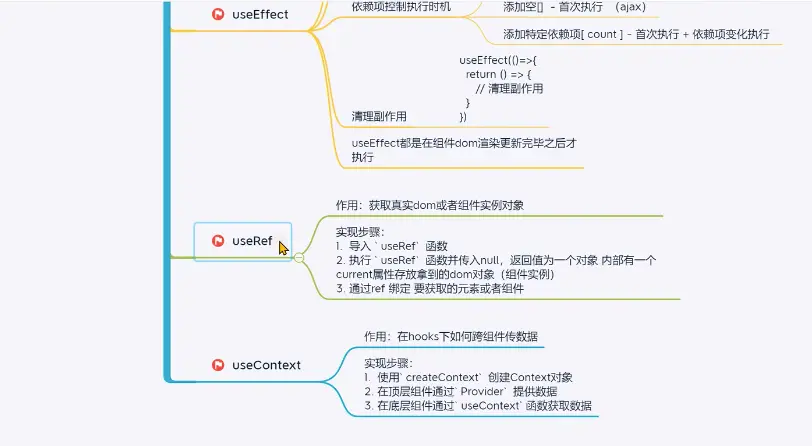 useEffect
依赖项控制执行时机
添加空[] - 首次执行 （ajax）
添加特定依赖项[ count ] - 首次执行 + 依赖项变化执行
清理副作用
useEffect(()=>{
return () => {
// 清理副作用
}
})
useEffect都是在组件dom渲染更新完毕之后才
执行
useRef
作用：获取真实dom或者组件实例对象
实现步骤：
1. 导入 ` useRef` 函数
2. 执行 ` useRef` 函数并传入null，返回值为一个对象 内部有一个
current属性存放拿到的dom对象（组件实例）
3. 通过ref 绑定 要获取的元素或者组件
useContext
作用：在hooks下如何跨组件传数据
实现步骤：
1. 使用` createContext` 创建Context对象
2. 在顶层组件通过` Provider` 提供数据
3. 在底层组件通过` useContext` 函数获取数据